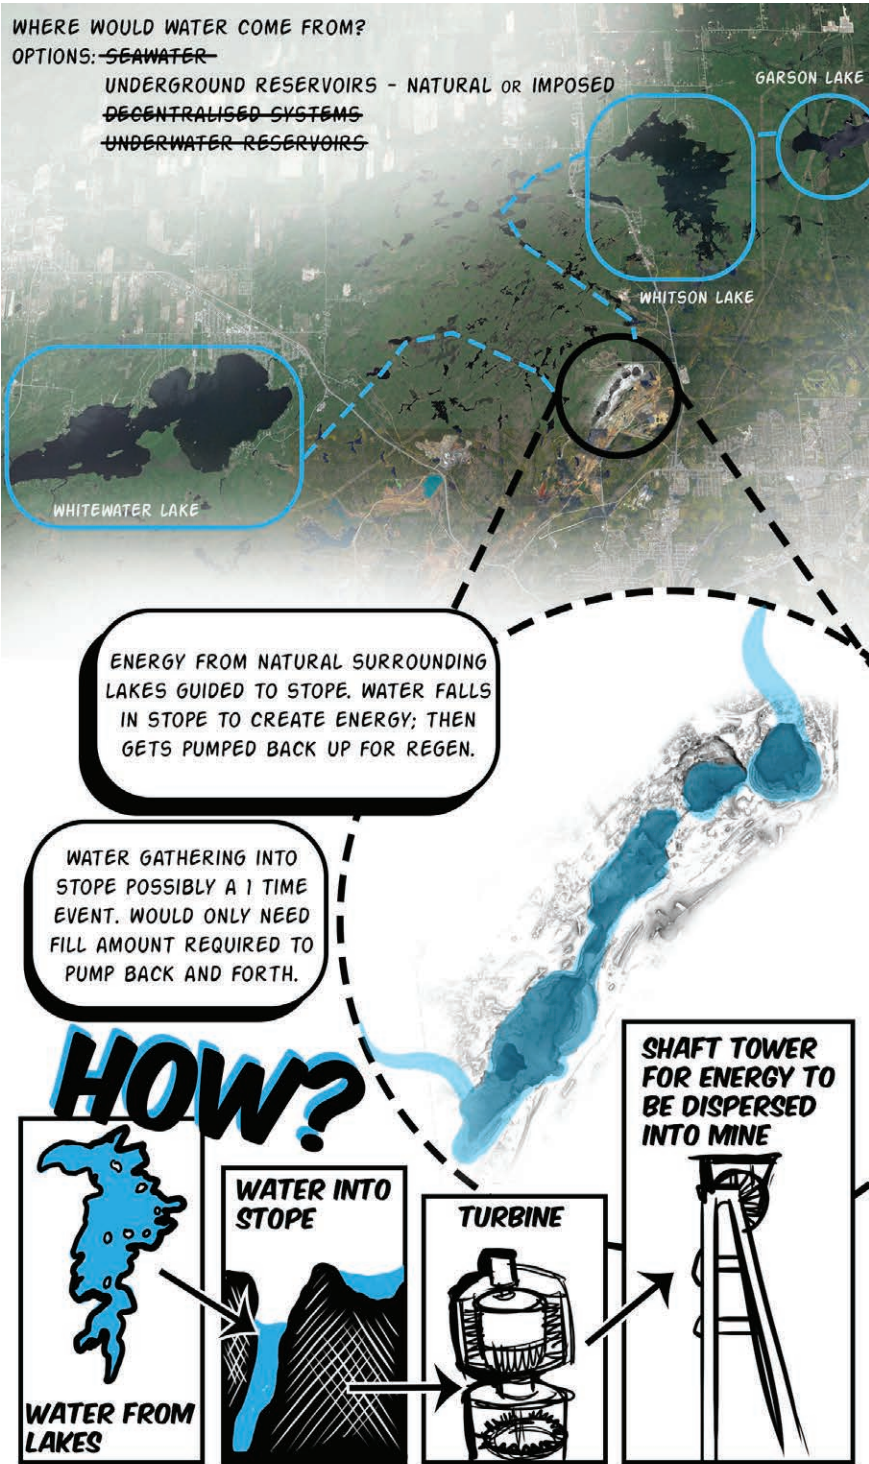 WHERE WOULD WATER COME FROM?
OPTIONS: SEAWATER
UNDERGROUND RESERVOIRS - NATURAL OR IMPOSED
DECENTRALISED SYSTEMS
UNDERWATER RESERVOIRS
GARSON LAKE
WHITSON LAKE
WHITEWATER LAKE
ENERGY FROM NATURAL SURROUNDING
LAKES GUIDED TO STOPE. WATER FALLS
IN STOPE TO CREATE ENERGY; THEN
GETS PUMPED BACK UP FOR REGEN.
WATER GATHERING INTO
STOPE POSSIBLY A 1 TIME
EVENT. WOULD ONLY NEED
FILL AMOUNT REQUIRED TO
PUMP BACK AND FORTH.
HOW?
WATER FROM
LAKES
WATER INTO
STOPE
TURBINE
SHAFT TOWER
FOR ENERGY TO
BE DISPERSED
INTO MINE